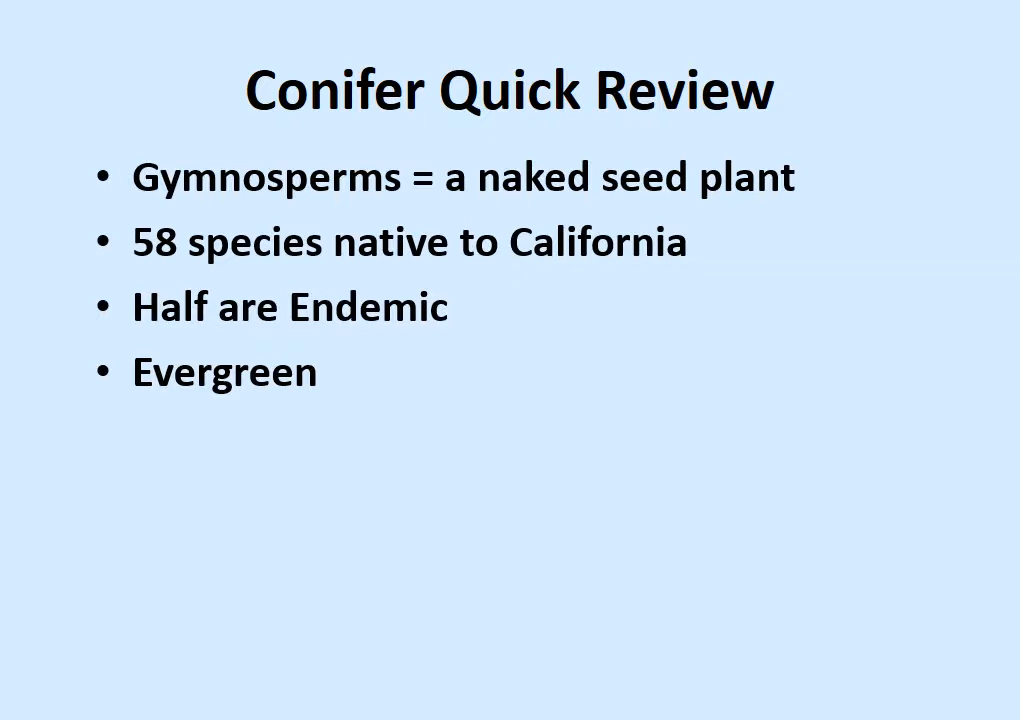 Conifer Quick Review
• Gymnosperms = a naked seed plant
• 58 species native to California
• Half are Endemic
• Evergreen